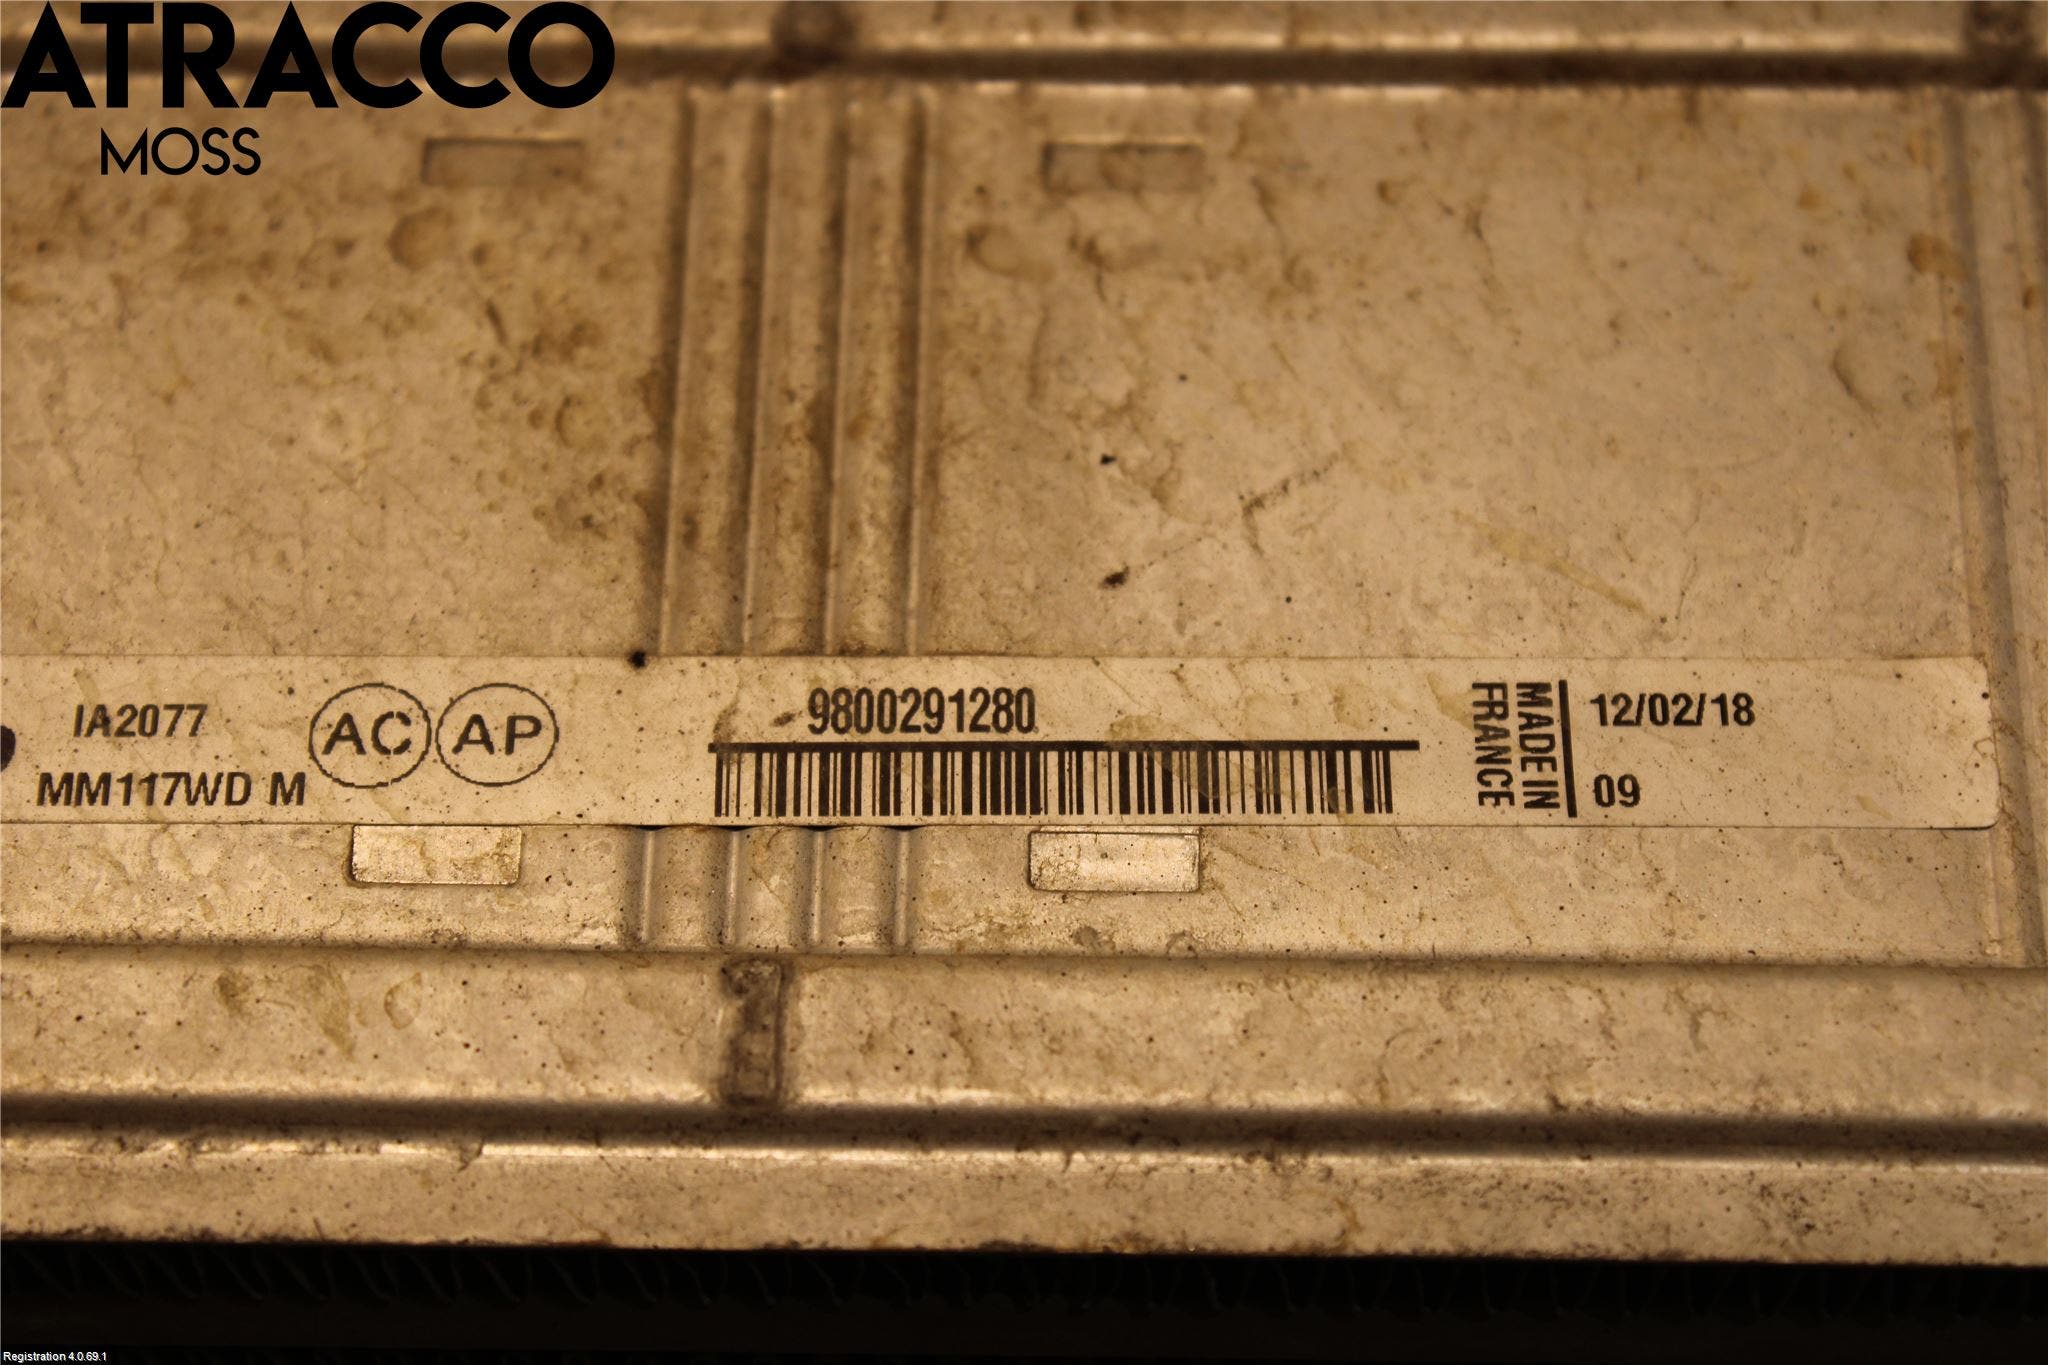 ATRACCO
MOSS
IA2077
MM117WD M
AC
AP
9800291280
MADE IN
FRANCE
12/02/18
09
Registration 4.0.69.1